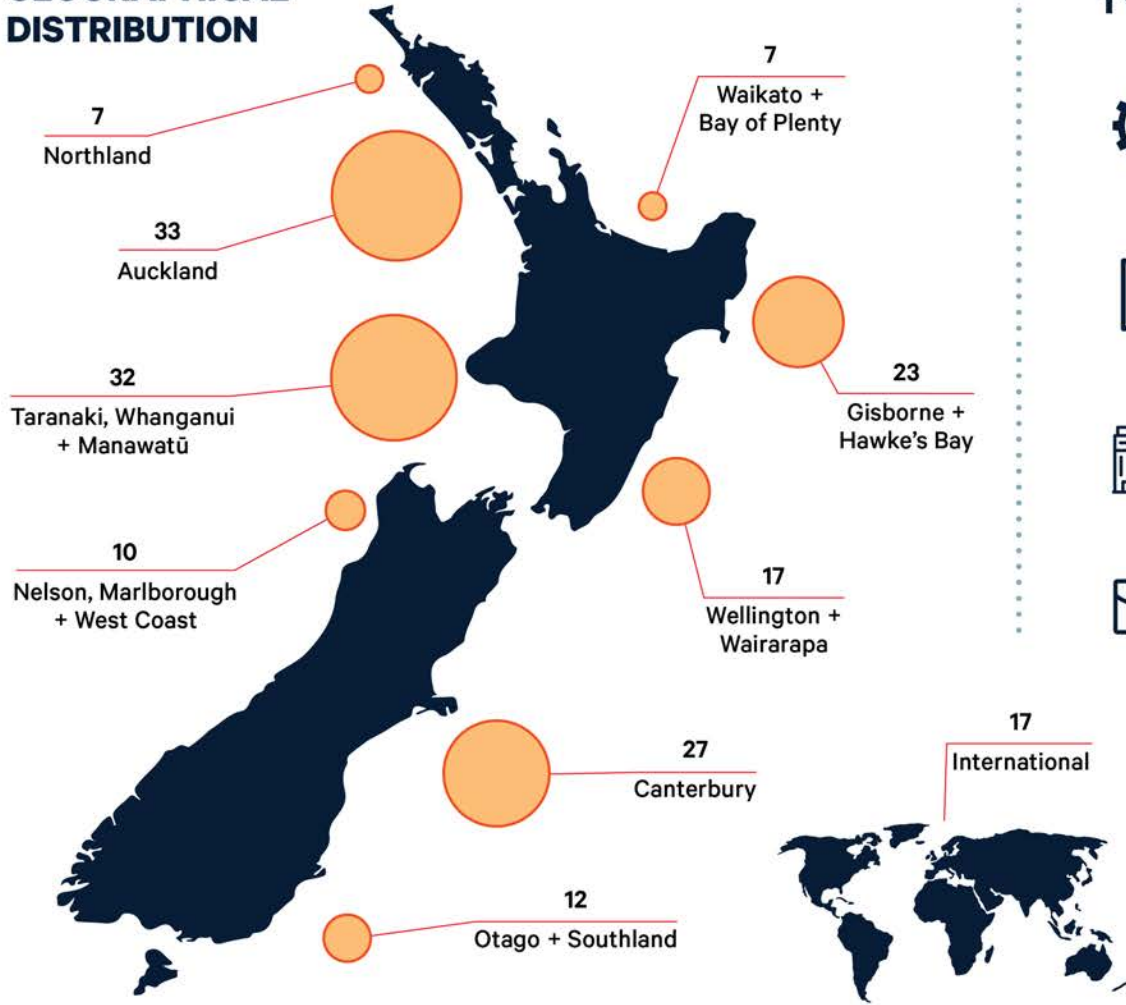 DISTRIBUTION
7
Northland
33
Auckland
32
Taranaki, Whanganui
+ Manawatū
10
Nelson, Marlborough
+ West Coast
7
Waikato +
Bay of Plenty
23
Gisborne +
Hawke's Bay
17
Wellington +
Wairarapa
27
Canterbury
12
Otago + Southland
17
International